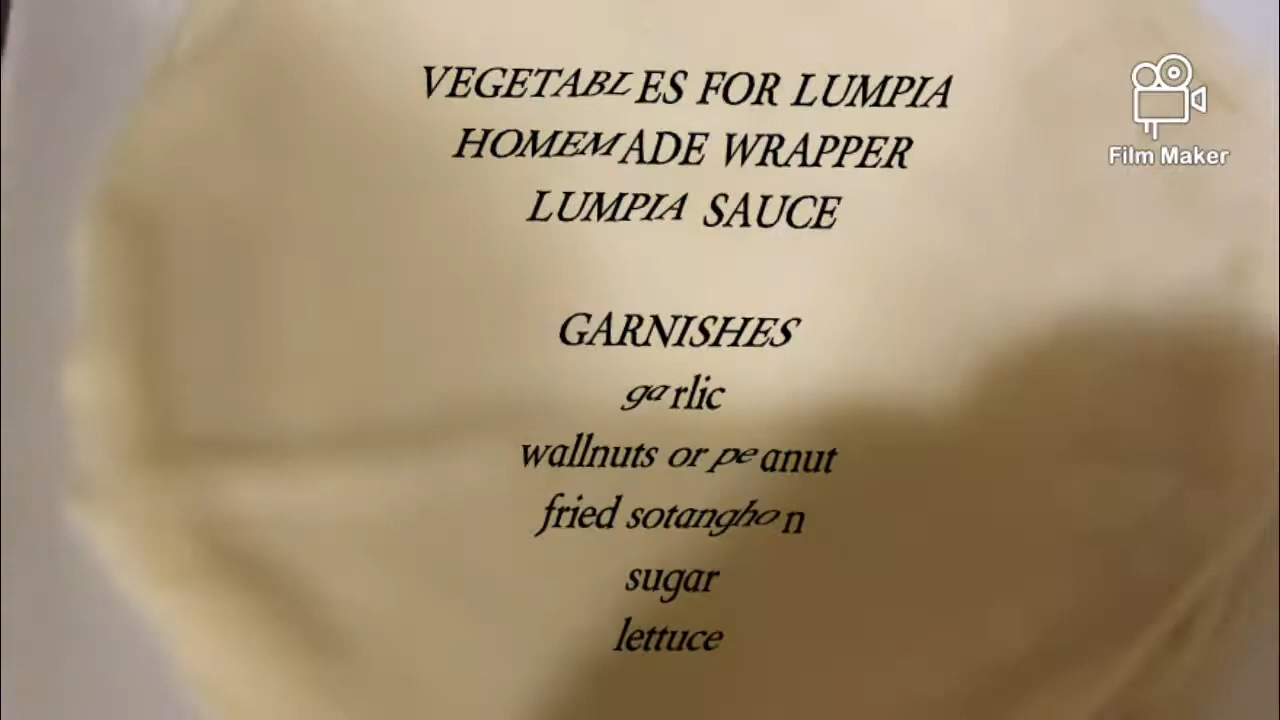 VEGETABLES FOR LUMPIA
HOMEMADE WRAPPER
LUMPIA SAUCE
GARNISHES
garlic
wallnuts or peanut
fried sotanghon
sugar
lettuce
Film Maker